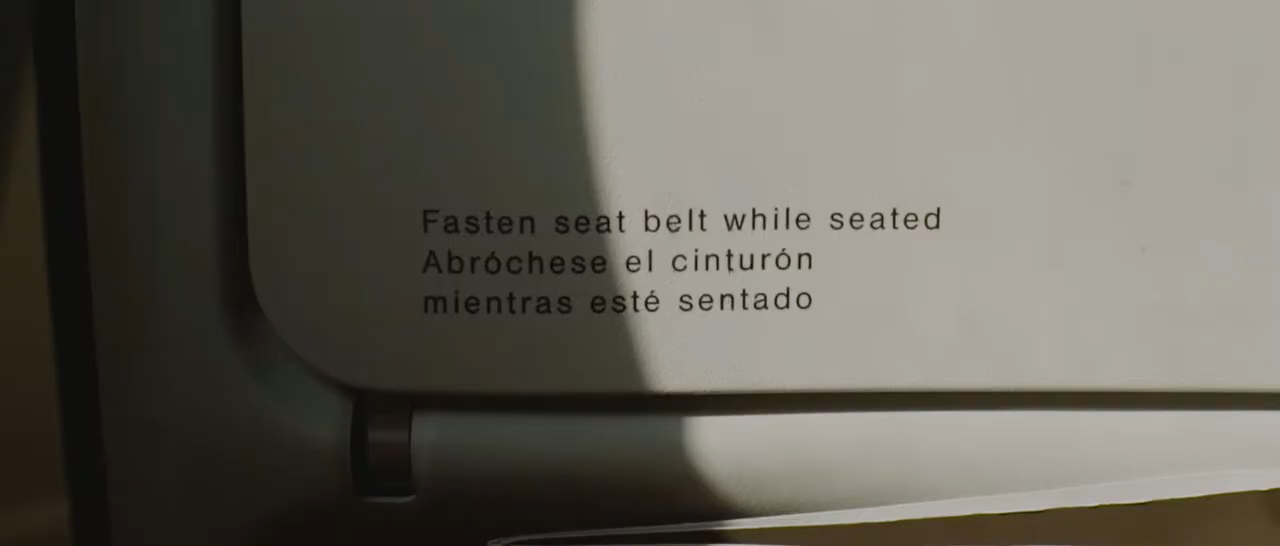 Fasten seat belt while seated
Abróchese el cinturón
mientras esté sentado